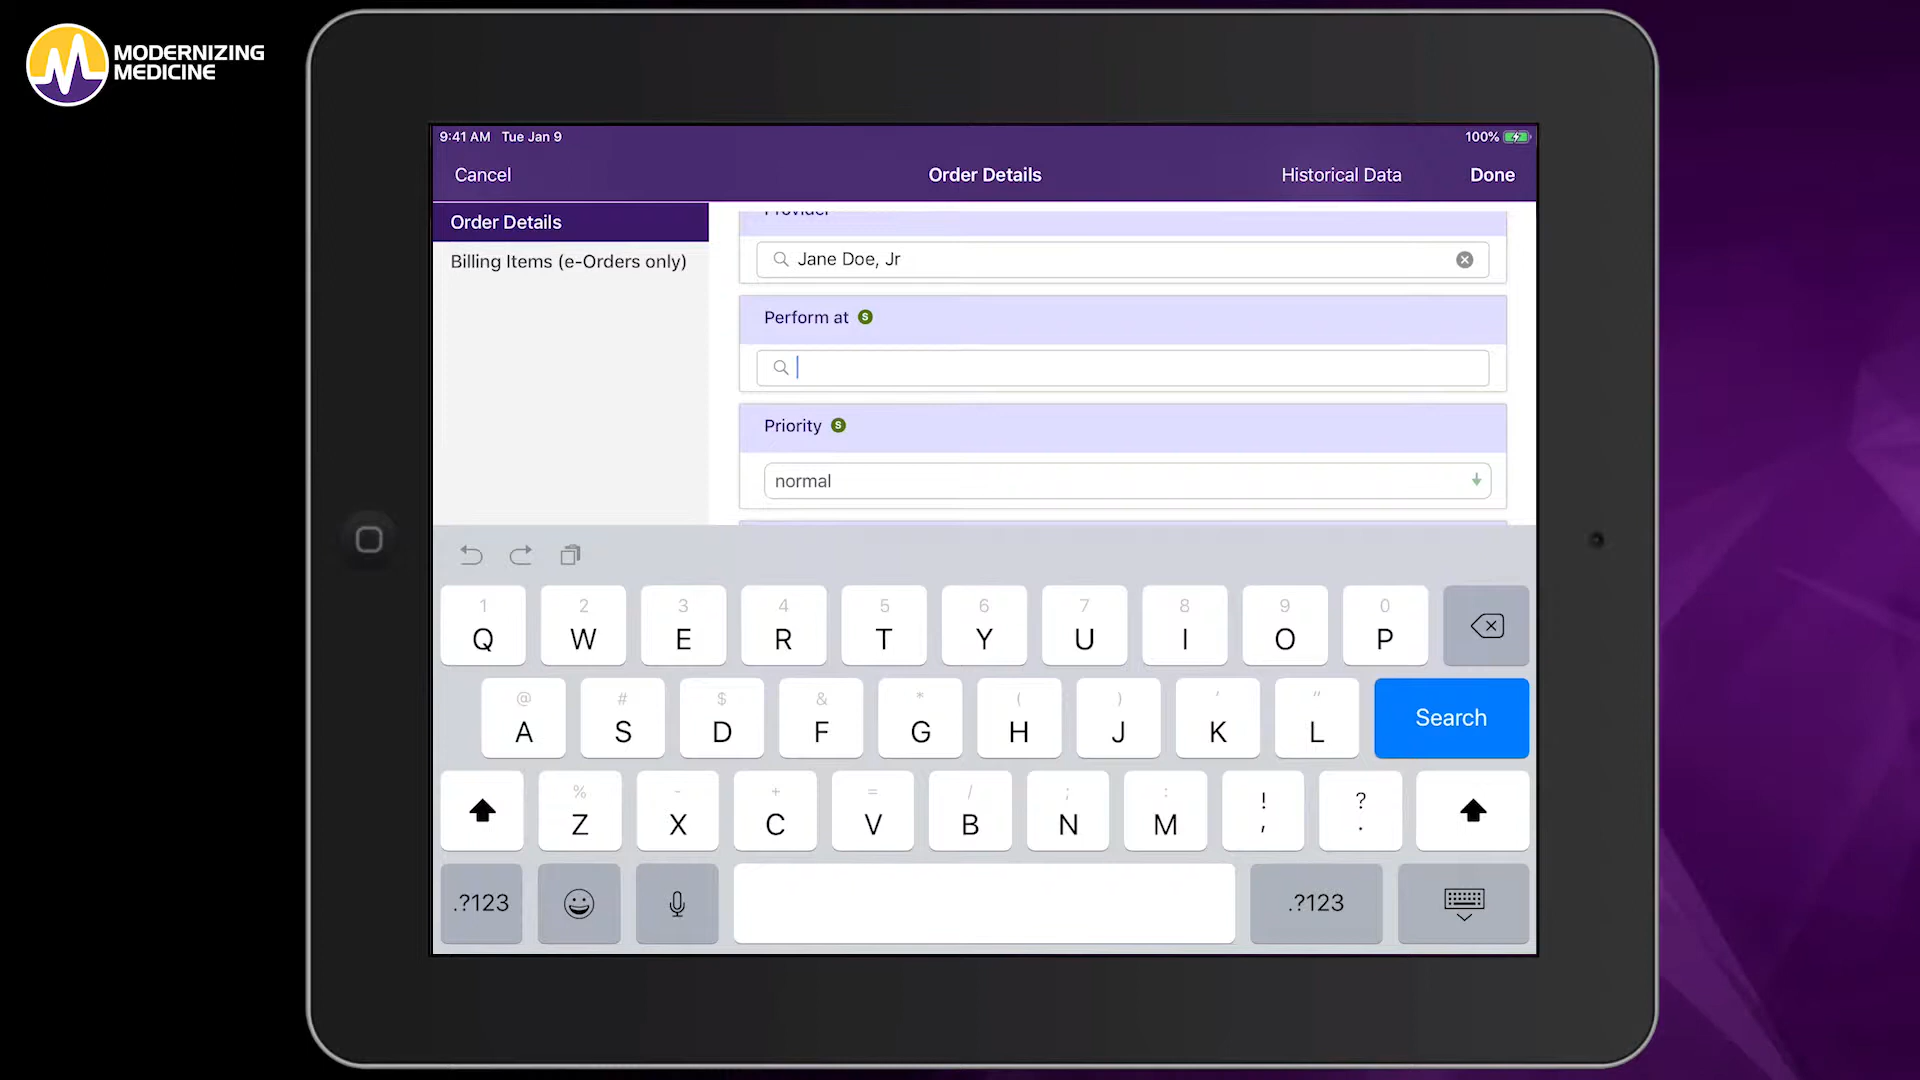 MODERNIZING
MEDICINE
9:41 AM Tue Jan 9
100%
Cancel
Order Details
Historical Data
Done
Order Details
Billing Items (e-Orders only)
Provider
Jane Doe, Jr
Perform at S
Priority S
normal
1 2 3 4 5 6 7 8 9 0
Q W E R T Y U I O P
@ # $ & * ( ) ' "
A S D F G H J K L
Search
% - + = / ; : ! ?
Z X C V B N M , .
.?123
.?123